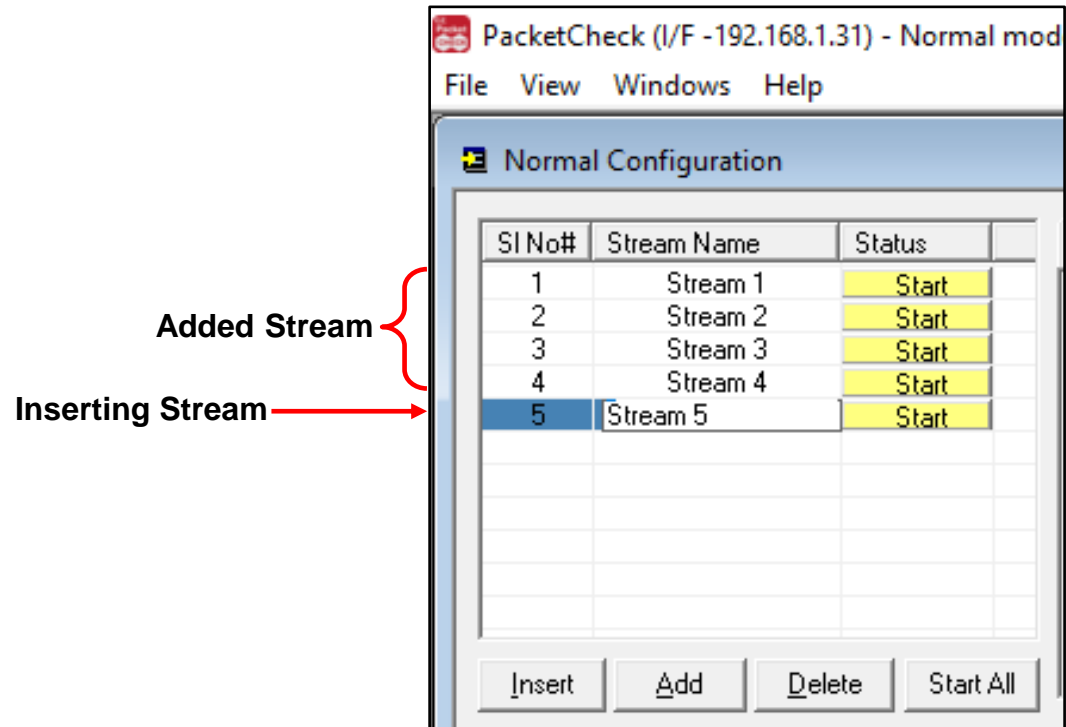 PacketCheck (I/F -192.168.1.31) - Normal mod
File View Windows Help
Normal Configuration
Sl No# Stream Name Status
1 Stream 1 Start
2 Stream 2 Start
3 Stream 3 Start
4 Stream 4 Start
5 Stream 5 Start
Added Stream
Inserting Stream
Insert Add Delete Start All